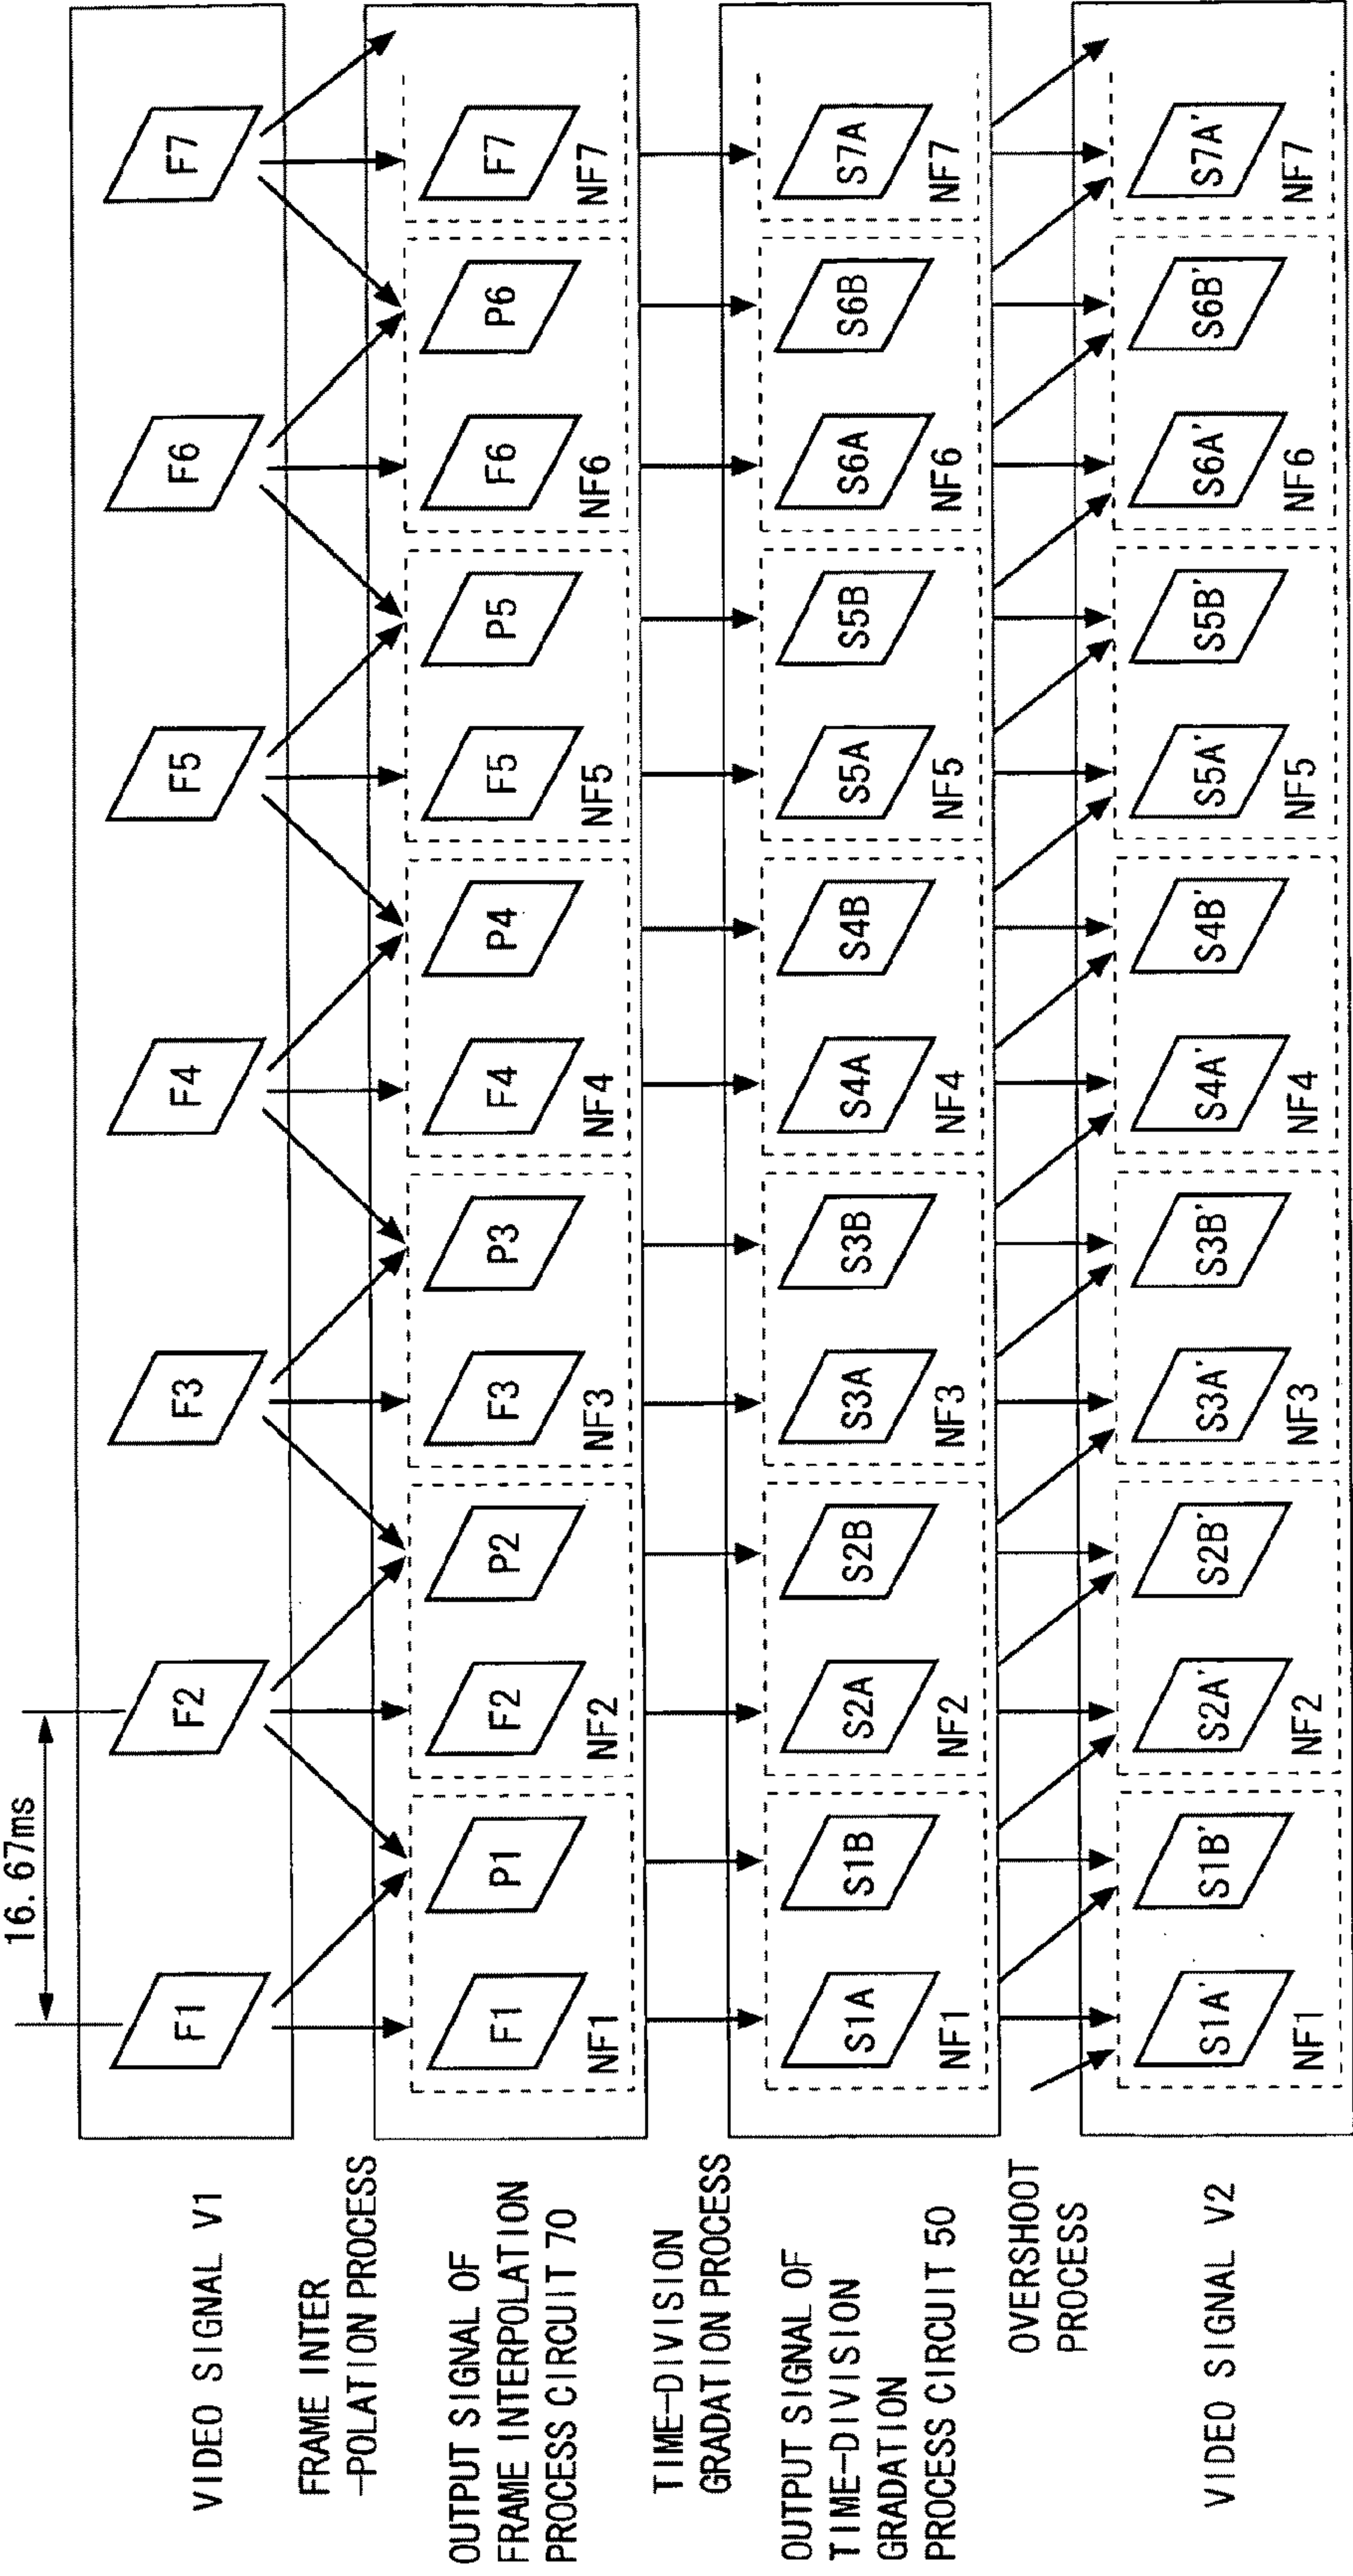 16.67ms
VIDEO SIGNAL V1
F1
F2
F3
F4
F5
F6
F7
FRAME INTER
-POLATION PROCESS
OUTPUT SIGNAL OF
FRAME INTERPOLATION
PROCESS CIRCUIT 70
F1
P1
F2
P2
F3
P3
F4
P4
F5
P5
F6
P6
F7
NF1
NF2
NF3
NF4
NF5
NF6
NF7
TIME-DIVISION
GRADATION PROCESS
OUTPUT SIGNAL OF
TIME-DIVISION
GRADATION
PROCESS CIRCUIT 50
S1A
S1B
S2A
S2B
S3A
S3B
S4A
S4B
S5A
S5B
S6A
S6B
S7A
NF1
NF2
NF3
NF4
NF5
NF6
NF7
OVERSHOOT
PROCESS
VIDEO SIGNAL V2
S1A'
S1B'
S2A'
S2B'
S3A'
S3B'
S4A'
S4B'
S5A'
S5B'
S6A'
S6B'
S7A'
NF1
NF2
NF3
NF4
NF5
NF6
NF7